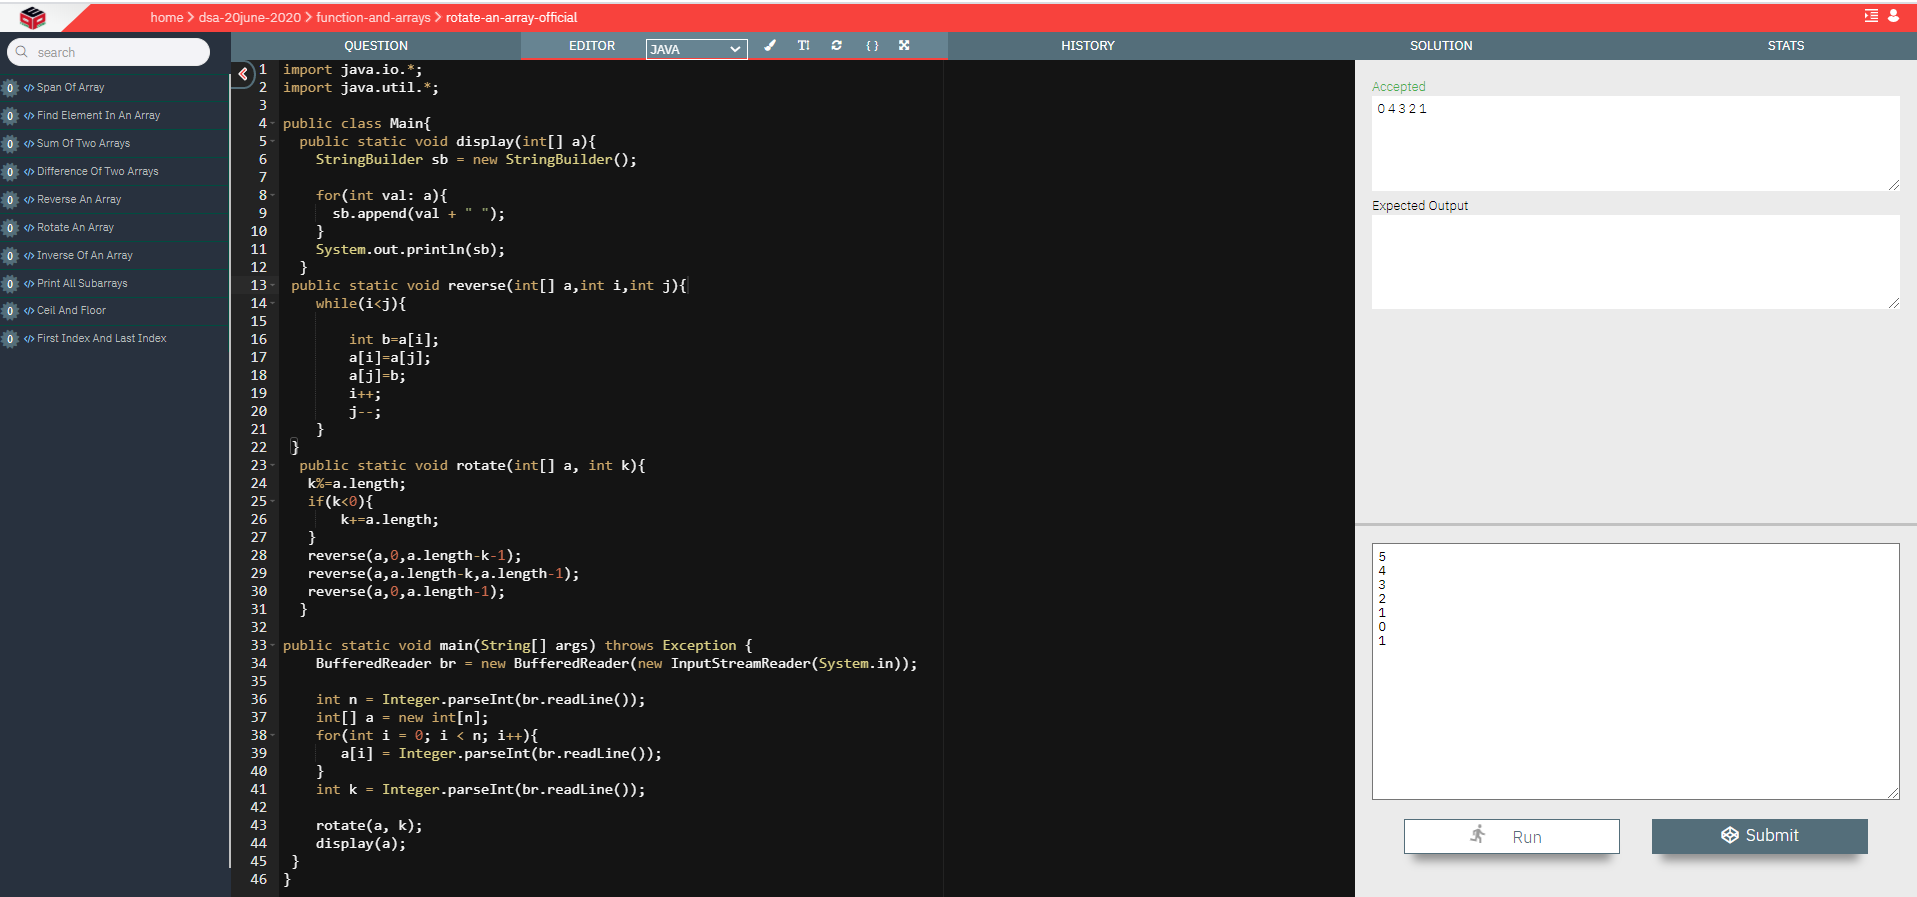 home > dsa-20june-2020 > function-and-arrays > rotate-an-array-official
search
0 </> Span Of Array
0 </> Find Element In An Array
0 </> Sum Of Two Arrays
0 </> Difference Of Two Arrays
0 </> Reverse An Array
0 </> Rotate An Array
0 </> Inverse Of An Array
0 </> Print All Subarrays
0 </> Ceil And Floor
0 </> First Index And Last Index
QUESTION
EDITOR JAVA { }
HISTORY
SOLUTION
STATS
1 import java.io.*;
2 import java.util.*;
3
4 public class Main{
5 public static void display(int[] a){
6 StringBuilder sb = new StringBuilder();
7
8 for(int val: a){
9 sb.append(val + " ");
10 }
11 System.out.println(sb);
12 }
13 public static void reverse(int[] a,int i,int j){
14 while(i<j){
15
16 int b=a[i];
17 a[i]=a[j];
18 a[j]=b;
19 i++;
20 j--;
21 }
22 }
23 public static void rotate(int[] a, int k){
24 k%=a.length;
25 if(k<0){
26 k+=a.length;
27 }
28 reverse(a,0,a.length-k-1);
29 reverse(a,a.length-k,a.length-1);
30 reverse(a,0,a.length-1);
31 }
32
33 public static void main(String[] args) throws Exception {
34 BufferedReader br = new BufferedReader(new InputStreamReader(System.in));
35
36 int n = Integer.parseInt(br.readLine());
37 int[] a = new int[n];
38 for(int i = 0; i < n; i++){
39 a[i] = Integer.parseInt(br.readLine());
40 }
41 int k = Integer.parseInt(br.readLine());
42
43 rotate(a, k);
44 display(a);
45 }
46 }
Accepted
0 4 3 2 1
Expected Output
5
4
3
2
1
0
1
Run
Submit